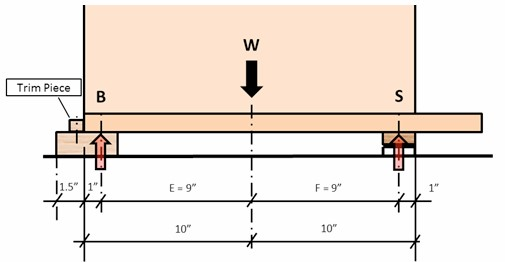 W
Trim Piece
B
S
1.5” 1” E = 9” F = 9” 1”
10” 10”